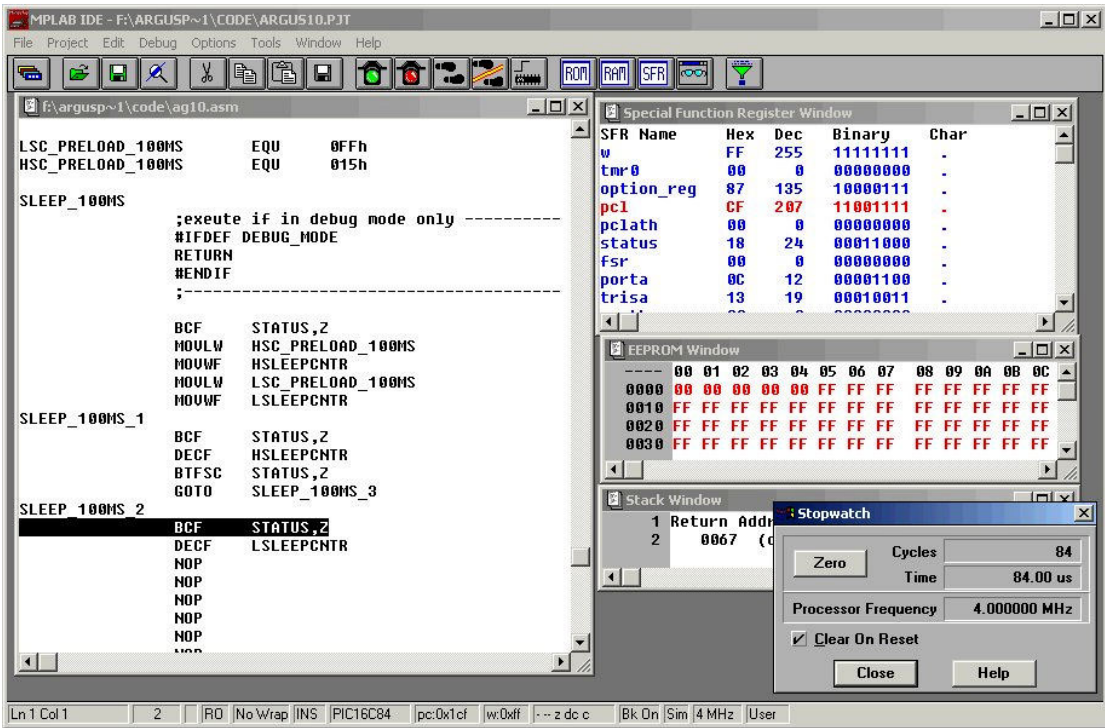 MPLAB IDE - F:\ARGUSP~1\CODE\ARGUS10.PJT
File Project Edit Debug Options Tools Window Help
ROM RAM SFR
f:\argusp~1\code\ag10.asm
LSC_PRELOAD_100MS EQU 0FFh
HSC_PRELOAD_100MS EQU 015h
SLEEP_100MS
;exeute if in debug mode only ----------
#IFDEF DEBUG_MODE
RETURN
#ENDIF
;----------------------------------------
BCF STATUS,Z
MOVLW HSC_PRELOAD_100MS
MOVWF HSLEEPCNTR
MOVLW LSC_PRELOAD_100MS
MOVWF LSLEEPCNTR
SLEEP_100MS_1
BCF STATUS,Z
DECF HSLEEPCNTR
BTFSC STATUS,Z
GOTO SLEEP_100MS_3
SLEEP_100MS_2
BCF STATUS,Z
DECF LSLEEPCNTR
NOP
NOP
NOP
NOP
NOP
NOP
Special Function Register Window
SFR Name Hex Dec Binary Char
w FF 255 11111111 .
tmr0 00 0 00000000 .
option_reg 87 135 10000111 .
pcl CF 207 11001111 .
pclath 00 0 00000000 .
status 18 24 00011000 .
fsr 00 0 00000000 .
porta 0C 12 00001100 .
trisa 13 19 00010011 .
EEPROM Window
---- 00 01 02 03 04 05 06 07 08 09 0A 0B 0C
0000 00 00 00 00 00 FF FF FF FF FF FF FF FF
0010 FF FF FF FF FF FF FF FF FF FF FF FF FF
0020 FF FF FF FF FF FF FF FF FF FF FF FF FF
0030 FF FF FF FF FF FF FF FF FF FF FF FF FF
Stack Window
1 Return Addr
2 0067 (
Stopwatch
Zero
Cycles 84
Time 84.00 us
Processor Frequency 4.000000 MHz
Clear On Reset
Close Help
Ln 1 Col 1 2 RO No Wrap INS PIC16C84 pc:0x1cf w:0xff - -- z dc c Bk On Sim 4 MHz User